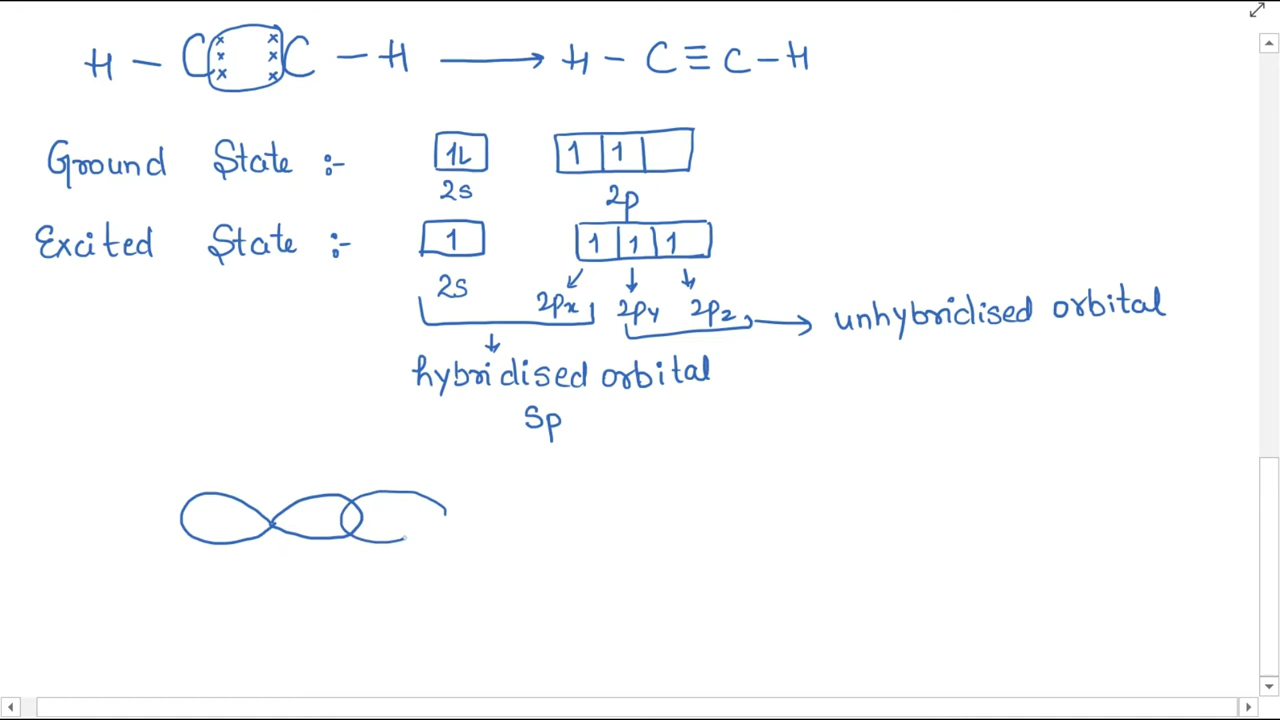 H – C ××× ××× C – H ⟶ H – C ≡ C – H
Ground State :- 1L 1 1
2s 2p
Excited State :- 1 1 1 1
2s 2px 2py 2pz → unhybridised orbital
hybridised orbital
Sp